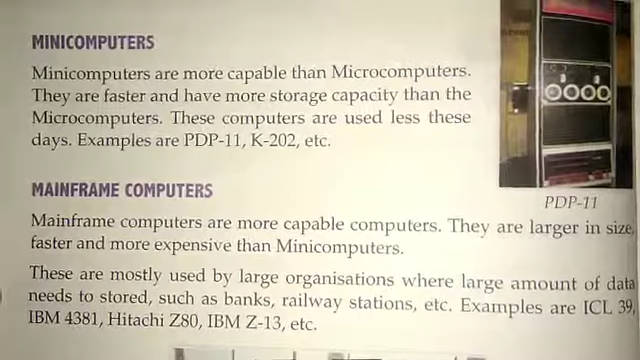 MINICOMPUTERS
Minicomputers are more capable than Microcomputers.
They are faster and have more storage capacity than the
Microcomputers. These computers are used less these
days. Examples are PDP-11, K-202, etc.
PDP-11
MAINFRAME COMPUTERS
Mainframe computers are more capable computers. They are larger in size,
faster and more expensive than Minicomputers.
These are mostly used by large organisations where large amount of data
needs to stored, such as banks, railway stations, etc. Examples are ICL 39,
IBM 4381, Hitachi Z80, IBM Z-13, etc.